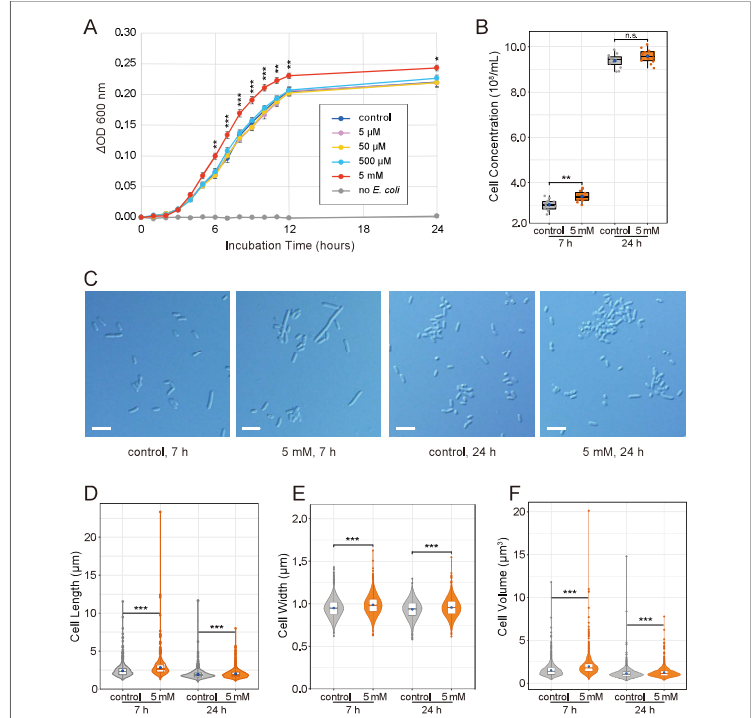 A
0.30
0.25
0.20
0.15
0.10
0.05
0.00
ΔOD 600 nm
** *** *** *** *** ** ** *
control
5 µM
50 µM
500 µM
5 mM
no E. coli
0 6 12 18 24
Incubation Time (hours)
B
n.s.
10.0
8.0
6.0
4.0
2.0
Cell Concentration (10⁸/mL)
**
control 5 mM control 5 mM
7 h 24 h
C
control, 7 h 5 mM, 7 h control, 24 h 5 mM, 24 h
D
25
20
15
10
5
0
Cell Length (µm)
*** ***
control 5 mM control 5 mM
7 h 24 h
E
2.0
1.5
1.0
0.5
0.0
Cell Width (µm)
*** ***
control 5 mM control 5 mM
7 h 24 h
F
20
15
10
5
0
Cell Volume (µm³)
*** ***
control 5 mM control 5 mM
7 h 24 h